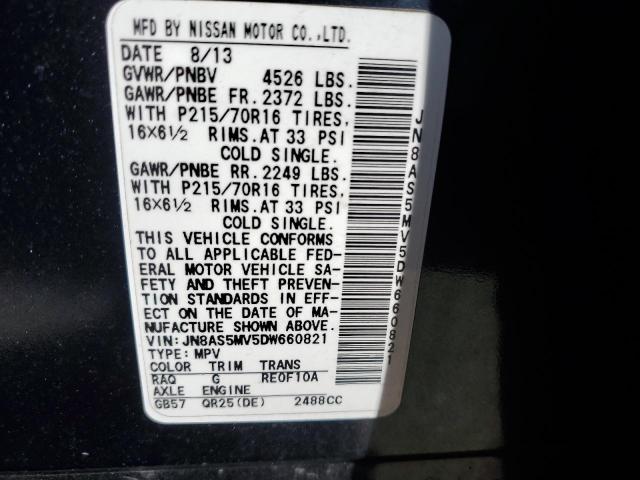 MFD BY NISSAN MOTOR CO.,LTD.
DATE 8/13
GVWR/PNBV 4526 LBS.
GAWR/PNBE FR. 2372 LBS.
WITH P215/70R16 TIRES.
16X6½ RIMS. AT 33 PSI
COLD SINGLE.
GAWR/PNBE RR. 2249 LBS.
WITH P215/70R16 TIRES.
16X6½ RIMS. AT 33 PSI
COLD SINGLE.
THIS VEHICLE CONFORMS
TO ALL APPLICABLE FED-
ERAL MOTOR VEHICLE SA-
FETY AND THEFT PREVEN-
TION STANDARDS IN EFF-
ECT ON THE DATE OF MA-
NUFACTURE SHOWN ABOVE.
VIN: JN8AS5MV5DW660821
TYPE: MPV
COLOR TRIM TRANS
RAQ G RE0F10A
AXLE ENGINE
GB57 QR25(DE) 2488CC
JN8AS5MV5DW660821